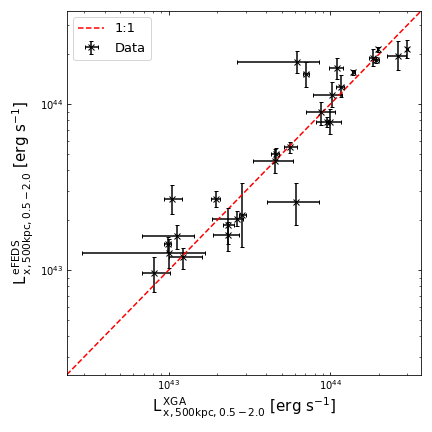 1:1
Data
10^44
10^43
L^eFEDS_x, 500kpc, 0.5−2.0 [erg s^−1]
10^43 10^44
L^XGA_x, 500kpc, 0.5−2.0 [erg s^−1]